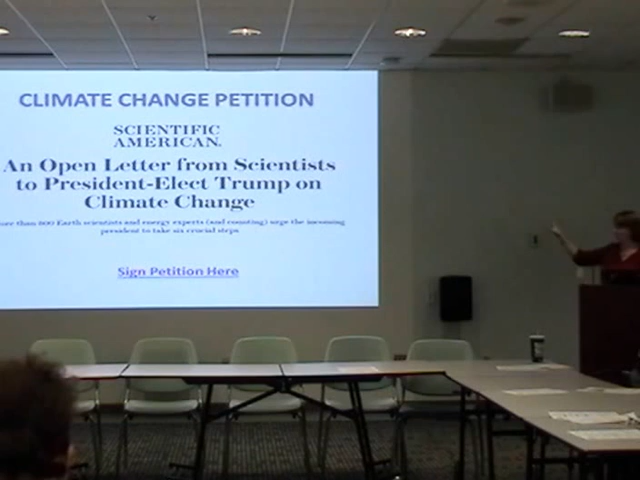 CLIMATE CHANGE PETITION
SCIENTIFIC
AMERICAN.
An Open Letter from Scientists
to President-Elect Trump on
Climate Change
more than 800 Earth scientists and energy experts (and counting) urge the incoming
president to take six crucial steps
Sign Petition Here